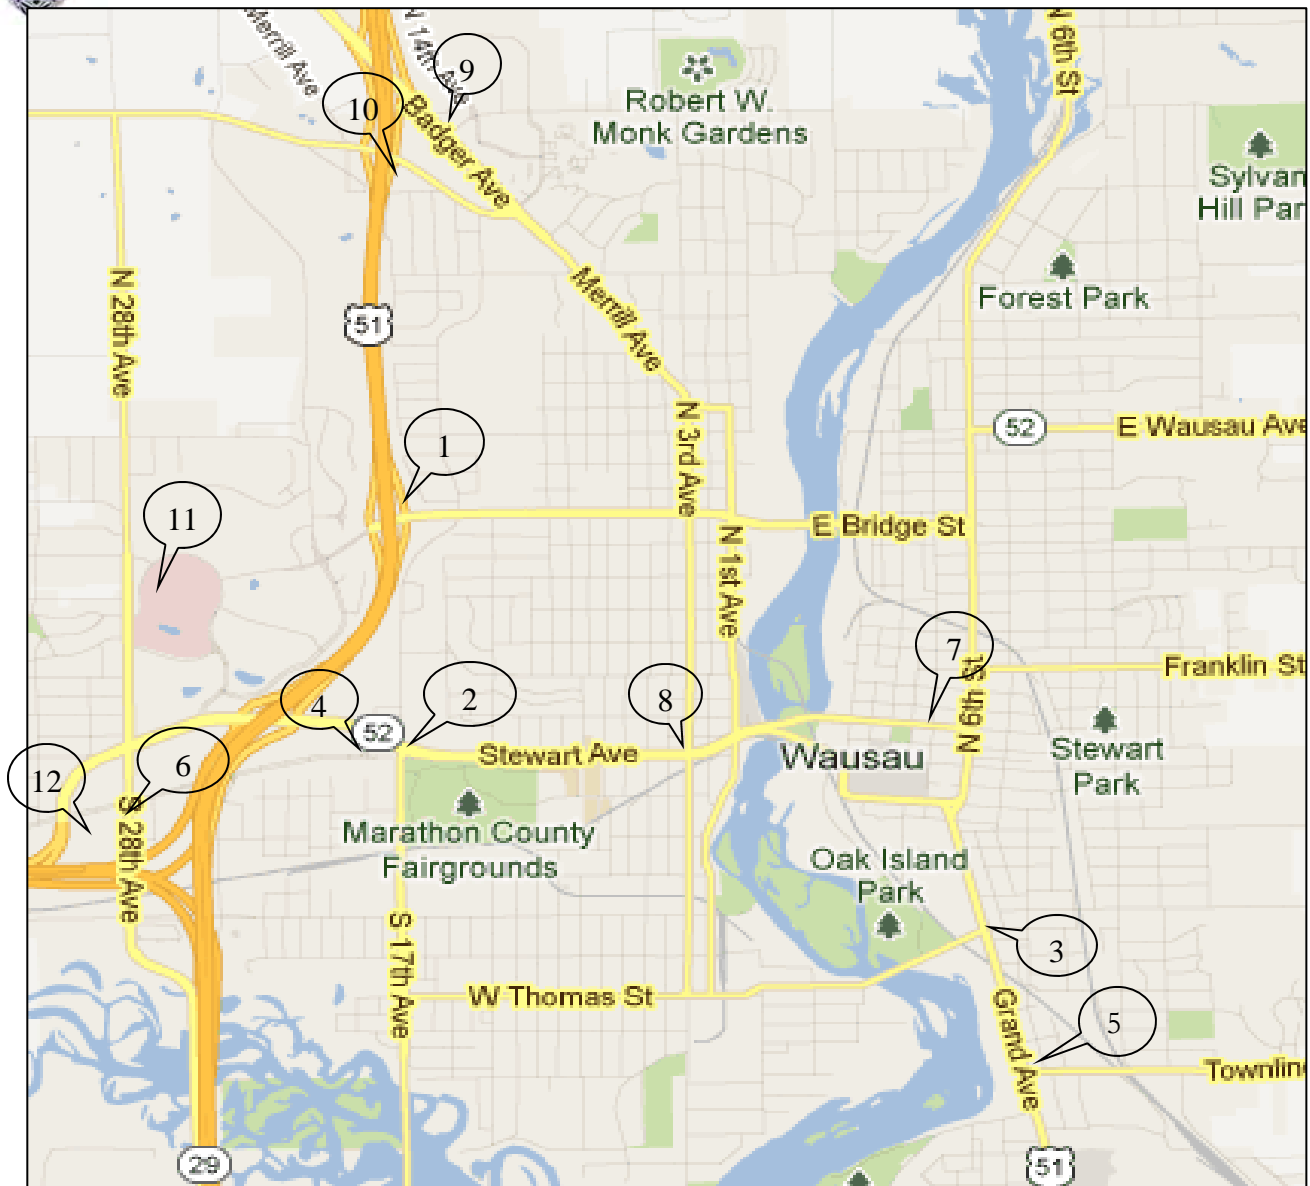 Merrill Ave
N 14th Ave
9
10
Badger Ave
Robert W.
Monk Gardens
N 6th St
Sylvan
Hill Par
N 28th Ave
51
Merrill Ave
Forest Park
1
N 3rd Ave
52
E Wausau Ave
11
E Bridge St
N 1st Ave
7
Franklin St
4
52
2
8
N 6th St
Stewart Ave
Wausau
Stewart
Park
12
6
S 28th Ave
Marathon County
Fairgrounds
Oak Island
Park
S 17th Ave
3
W Thomas St
Grand Ave
5
Townlin
29
51